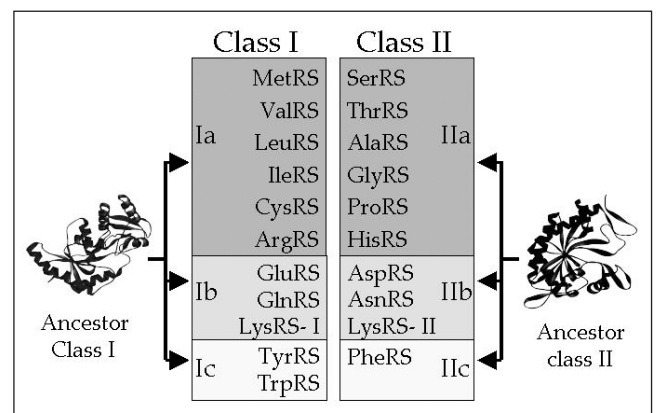 Class I
Class II
Ia
MetRS
ValRS
LeuRS
IleRS
CysRS
ArgRS
SerRS
ThrRS
AlaRS
GlyRS
ProRS
HisRS
IIa
Ib
GluRS
GlnRS
LysRS- I
AspRS
AsnRS
LysRS- II
IIb
Ic
TyrRS
TrpRS
PheRS
IIc
Ancestor
Class I
Ancestor
class II